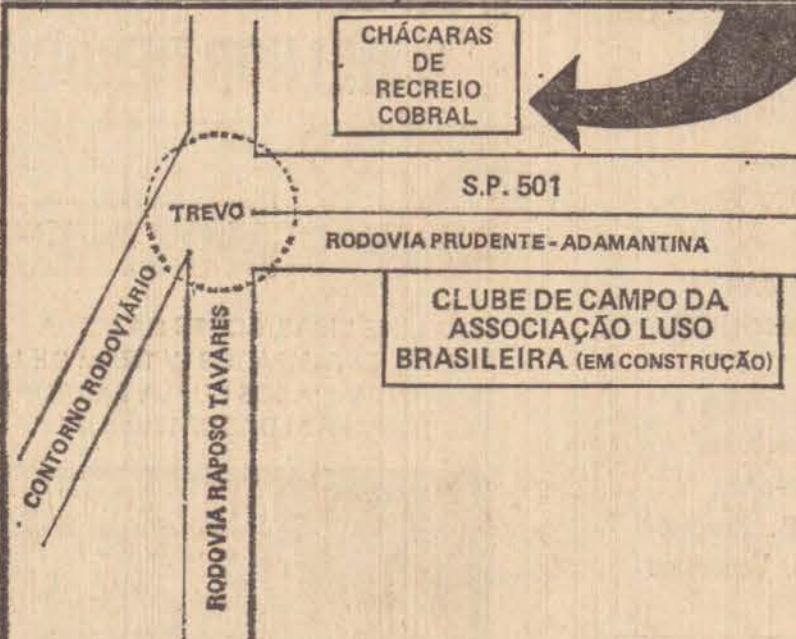 CHÁCARAS
DE
RECREIO
COBRAL
S.P. 501
TREVO
RODOVIA PRUDENTE-ADAMANTINA
CLUBE DE CAMPO DA
ASSOCIAÇÃO LUSO
BRASILEIRA (EM CONSTRUÇÃO)
CONTORNO RODOVIÁRIO
RODOVIA RAPOSO TAVARES